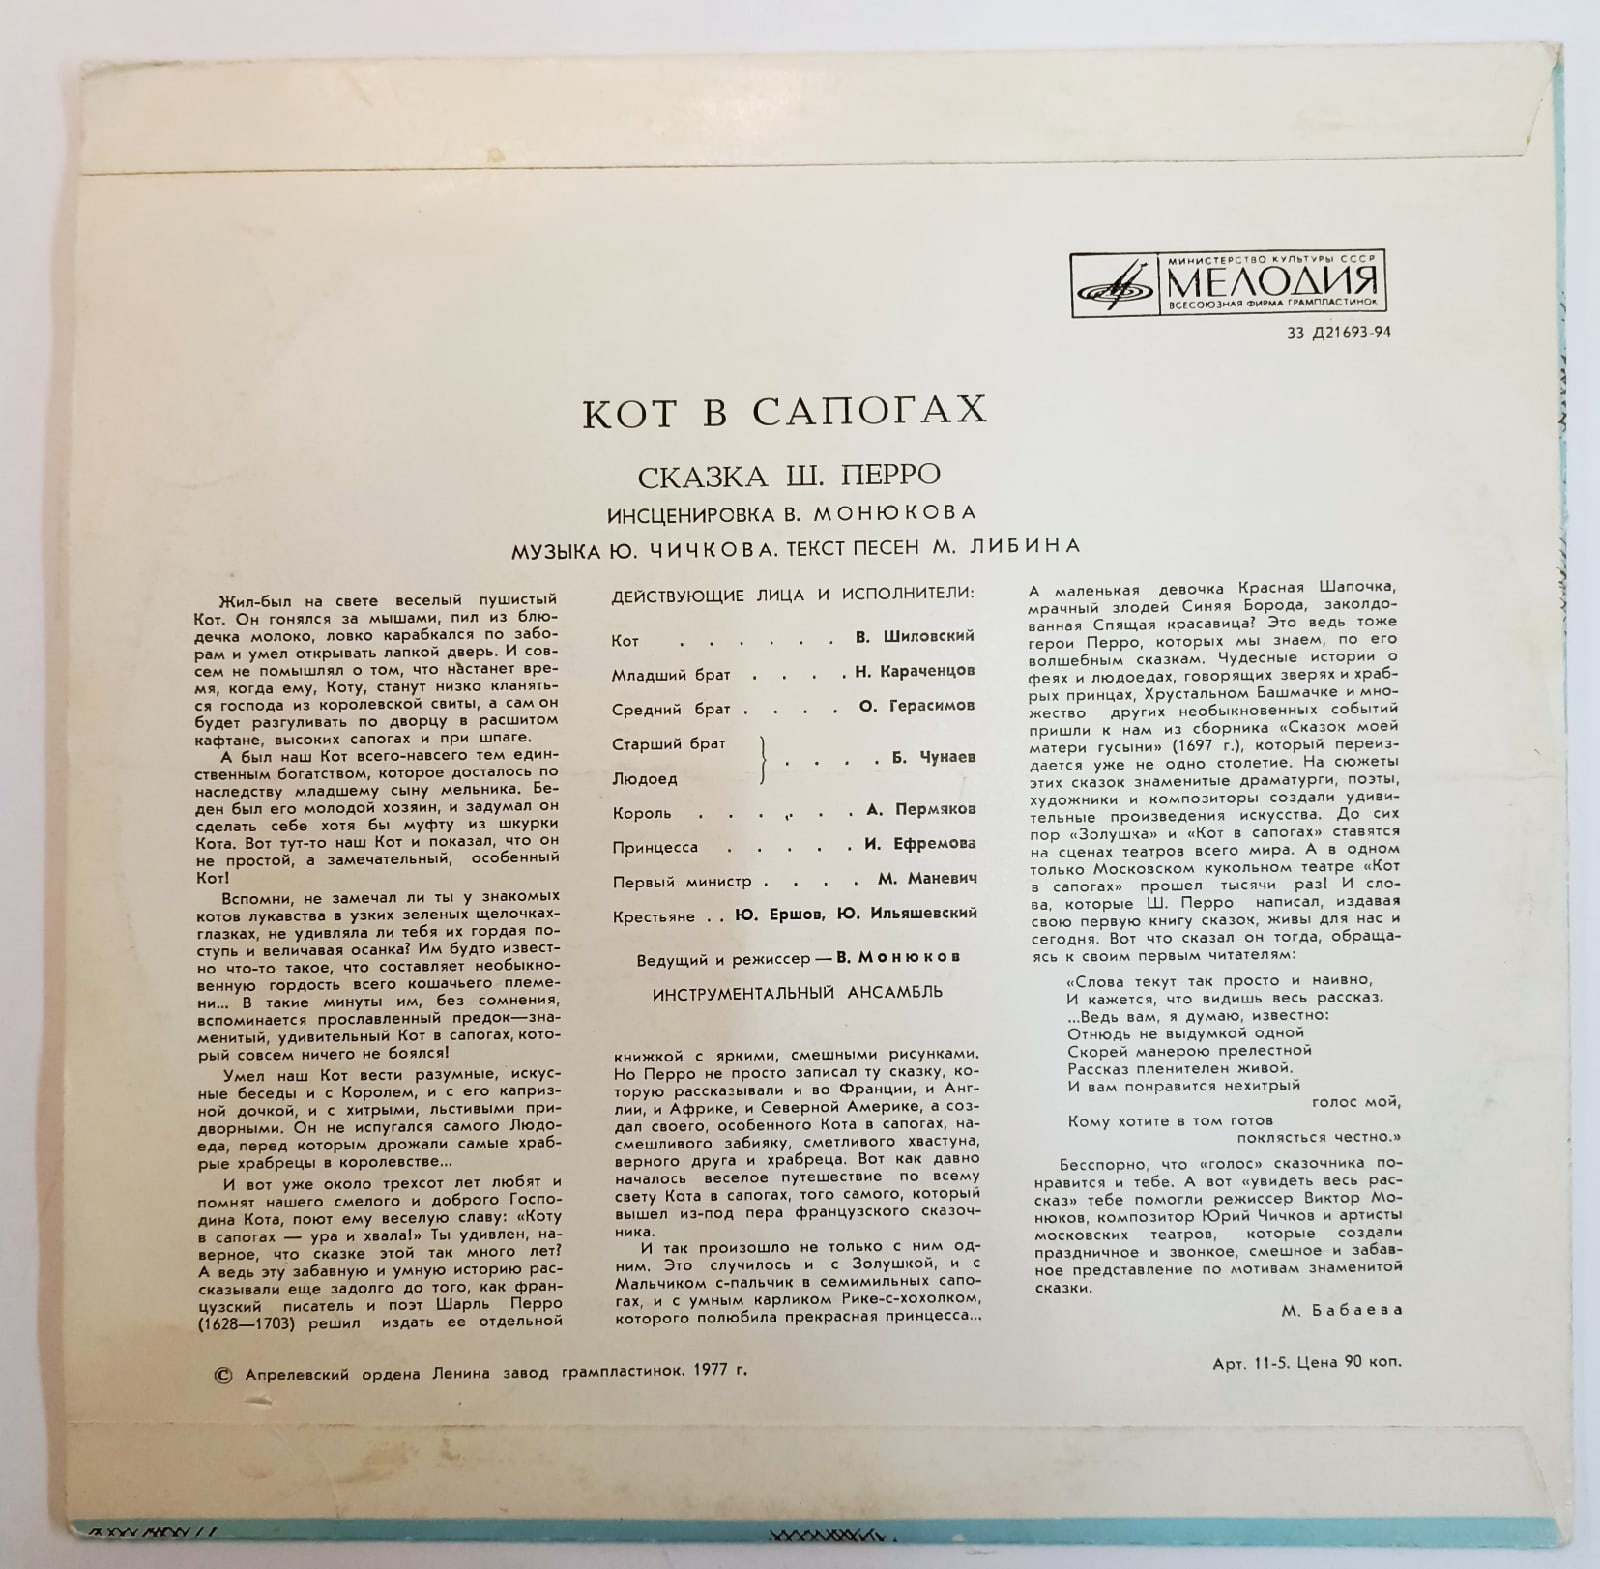 МИНИСТЕРСТВО КУЛЬТУРЫ СССР
МЕЛОДИЯ
ВСЕСОЮЗНАЯ ФИРМА ГРАМПЛАСТИНОК
33 Д21693-94
КОТ В САПОГАХ
СКАЗКА Ш. ПЕРРО
ИНСЦЕНИРОВКА В. МОНЮКОВА
МУЗЫКА Ю. ЧИЧКОВА. ТЕКСТ ПЕСЕН М. ЛИБИНА
Жил-был на свете веселый пушистый
Кот. Он гонялся за мышами, пил из блю-
дечка молоко, ловко карабкался по забо-
рам и умел открывать лапкой дверь. И сов-
сем не помышлял о том, что настанет вре-
мя, когда ему, Коту, станут низко кланять-
ся господа из королевской свиты, а сам он
будет разгуливать по дворцу в расшитом
кафтане, высоких сапогах и при шпаге.
А был наш Кот всего-навсего тем един-
ственным богатством, которое досталось по
наследству младшему сыну мельника. Бе-
ден был его молодой хозяин, и задумал он
сделать себе хотя бы муфту из шкурки
Кота. Вот тут-то наш Кот и показал, что он
не простой, а замечательный, особенный
Кот!
Вспомни, не замечал ли ты у знакомых
котов лукавства в узких зеленых щелочках-
глазках, не удивляла ли тебя их гордая по-
ступь и величавая осанка? Им будто извест-
но что-то такое, что составляет необыкно-
венную гордость всего кошачьего племе-
ни... В такие минуты им, без сомнения,
вспоминается прославленный предок—зна-
менитый, удивительный Кот в сапогах, кото-
рый совсем ничего не боялся!
Умел наш Кот вести разумные, искус-
ные беседы и с Королем, и с его каприз-
ной дочкой, и с хитрыми, льстивыми при-
дворными. Он не испугался самого Людо-
еда, перед которым дрожали самые храб-
рые храбрецы в королевстве...
И вот уже около трехсот лет любят и
помнят нашего смелого и доброго Госпо-
дина Кота, поют ему веселую славу: «Коту
в сапогах — ура и хвала!» Ты удивлен, на-
верное, что сказке этой так много лет?
А ведь эту забавную и умную историю рас-
сказывали еще задолго до того, как фран-
цузский писатель и поэт Шарль Перро
(1628—1703) решил издать ее отдельной
ДЕЙСТВУЮЩИЕ ЛИЦА И ИСПОЛНИТЕЛИ:
Кот . . . . . . В. Шиловский
Младший брат . . . . Н. Караченцов
Средний брат . . . . О. Герасимов
Старший брат
Людоед } . . . . Б. Чунаев
Король . . . . . . А. Пермяков
Принцесса . . . . . И. Ефремова
Первый министр . . . . М. Маневич
Крестьяне . . Ю. Ершов, Ю. Ильяшевский
Ведущий и режиссер — В. Монюков
ИНСТРУМЕНТАЛЬНЫЙ АНСАМБЛЬ
книжкой с яркими, смешными рисунками.
Но Перро не просто записал ту сказку, ко-
торую рассказывали и во Франции, и Анг-
лии, и Африке, и Северной Америке, а соз-
дал своего, особенного Кота в сапогах, на-
смешливого забияку, сметливого хвастуна,
верного друга и храбреца. Вот как давно
началось веселое путешествие по всему
свету Кота в сапогах, того самого, который
вышел из-под пера французского сказоч-
ника.
И так произошло не только с ним од-
ним. Это случилось и с Золушкой, и с
Мальчиком с-пальчик в семимильных сапо-
гах, и с умным карликом Рике-с-хохолком,
которого полюбила прекрасная принцесса...
А маленькая девочка Красная Шапочка,
мрачный злодей Синяя Борода, заколдо-
ванная Спящая красавица? Это ведь тоже
герои Перро, которых мы знаем, по его
волшебным сказкам. Чудесные истории о
феях и людоедах, говорящих зверях и храб-
рых принцах, Хрустальном Башмачке и мно-
жество других необыкновенных событий
пришли к нам из сборника «Сказок моей
матери гусыни» (1697 г.), который переиз-
дается уже не одно столетие. На сюжеты
этих сказок знаменитые драматурги, поэты,
художники и композиторы создали удиви-
тельные произведения искусства. До сих
пор «Золушка» и «Кот в сапогах» ставятся
на сценах театров всего мира. А в одном
только Московском кукольном театре «Кот
в сапогах» прошел тысячи раз! И сло-
ва, которые Ш. Перро написал, издавая
свою первую книгу сказок, живы для нас и
сегодня. Вот что сказал он тогда, обраща-
ясь к своим первым читателям:
«Слова текут так просто и наивно,
И кажется, что видишь весь рассказ.
...Ведь вам, я думаю, известно:
Отнюдь не выдумкой одной
Скорей манерою прелестной
Рассказ пленителен живой.
И вам понравится нехитрый
голос мой,
Кому хотите в том готов
поклясться честно.»
Бесспорно, что «голос» сказочника по-
нравится и тебе. А вот «увидеть весь рас-
сказ» тебе помогли режиссер Виктор Мо-
нюков, композитор Юрий Чичков и артисты
московских театров, которые создали
праздничное и звонкое, смешное и забав-
ное представление по мотивам знаменитой
сказки.
М. Бабаева
© Апрелевский ордена Ленина завод грампластинок. 1977 г.
Арт. 11-5. Цена 90 коп.